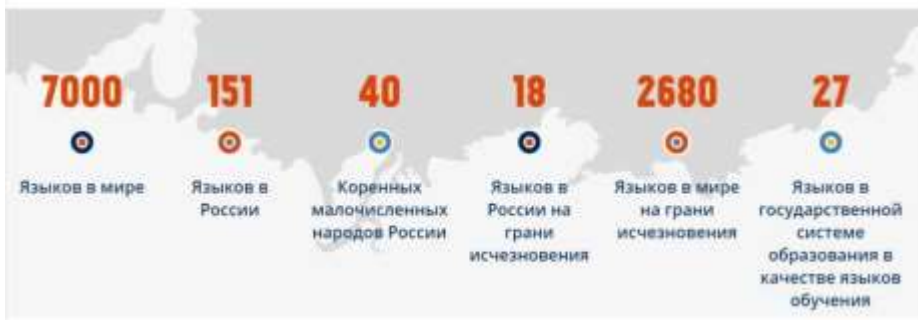 7000
Языков в мире
151
Языков в
России
40
Коренных
малочисленных
народов России
18
Языков в
России на
грани
исчезновения
2680
Языков в мире
на грани
исчезновения
27
Языков в
государственной
системе
образования в
качестве языков
обучения